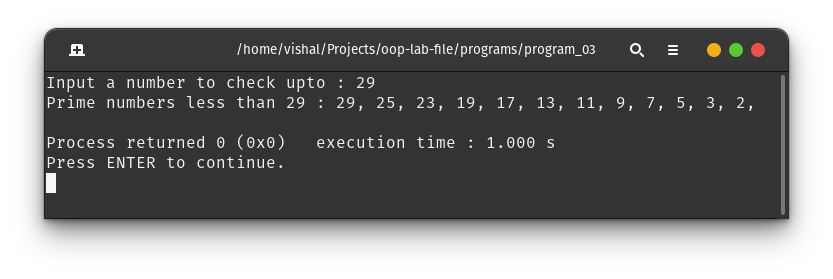 /home/vishal/Projects/oop-lab-file/programs/program_03
Input a number to check upto : 29
Prime numbers less than 29 : 29, 25, 23, 19, 17, 13, 11, 9, 7, 5, 3, 2,
Process returned 0 (0x0)   execution time : 1.000 s
Press ENTER to continue.